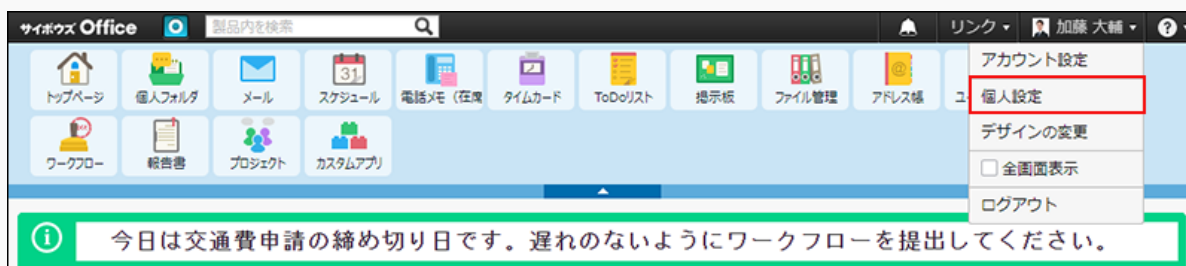 サイボウズ Office 製品内を検索 リンク 加藤 大輔
アカウント設定
個人設定
デザインの変更
全画面表示
ログアウト
トップページ 個人フォルダ メール スケジュール 電話メモ（在席 タイムカード ToDoリスト 掲示板 ファイル管理 アドレス帳
ワークフロー 報告書 プロジェクト カスタムアプリ
今日は交通費申請の締め切り日です。遅れのないようにワークフローを提出してください。